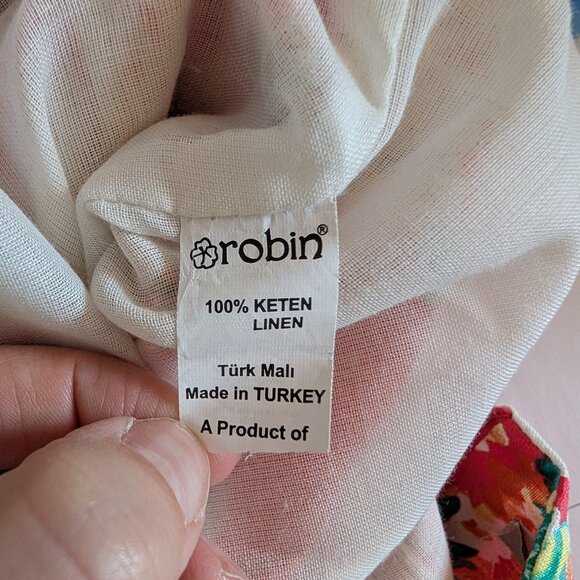 robin®
100% KETEN
LINEN
Türk Malı
Made in TURKEY
A Product of